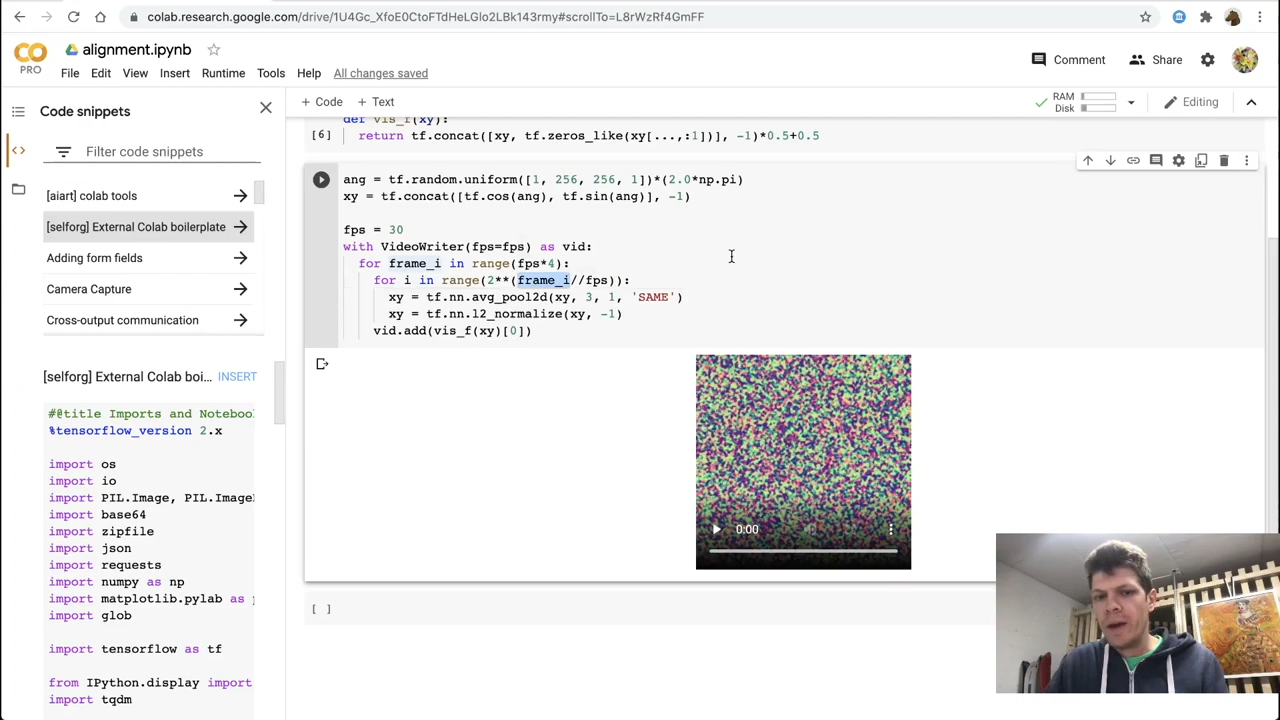 colab.research.google.com/drive/1U4Gc_XfoE0CtoFTdHeLGlo2LBk143rmy#scrollTo=L8rWzRf4GmFF
CO
PRO
alignment.ipynb
File Edit View Insert Runtime Tools Help All changes saved
Comment Share
Code snippets
+ Code + Text
RAM
Disk
Editing
Filter code snippets
[aiart] colab tools
[selforg] External Colab boilerplate
Adding form fields
Camera Capture
Cross-output communication
[selforg] External Colab boi... INSERT
#@title Imports and Noteboo
%tensorflow_version 2.x
import os
import io
import PIL.Image, PIL.Image
import base64
import zipfile
import json
import requests
import numpy as np
import matplotlib.pylab as
import glob
import tensorflow as tf
from IPython.display import
import tqdm
def vis_f(xy):
[6] return tf.concat([xy, tf.zeros_like(xy[...,:1])], -1)*0.5+0.5
ang = tf.random.uniform([1, 256, 256, 1])*(2.0*np.pi)
xy = tf.concat([tf.cos(ang), tf.sin(ang)], -1)
fps = 30
with VideoWriter(fps=fps) as vid:
for frame_i in range(fps*4):
for i in range(2**(frame_i//fps)):
xy = tf.nn.avg_pool2d(xy, 3, 1, 'SAME')
xy = tf.nn.l2_normalize(xy, -1)
vid.add(vis_f(xy)[0])
0:00
[ ]